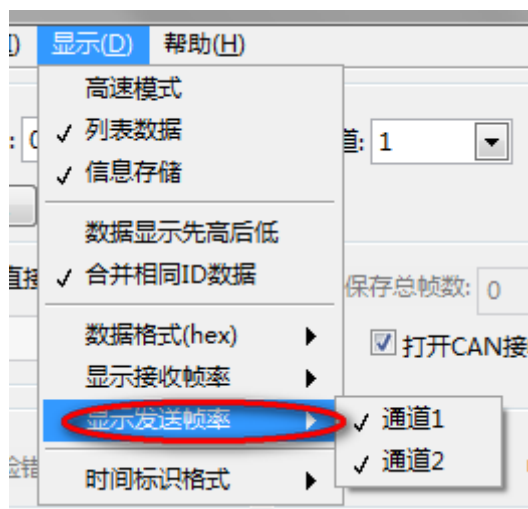 显示(D) 帮助(H)
高速模式
✓ 列表数据
道: 1
✓ 信息存储
数据显示先高后低
直接
✓ 合并相同ID数据
保存总帧数: 0
数据格式(hex)
打开CAN接
显示接收帧率
显示发送帧率
✓ 通道1
✓ 通道2
时间标识格式